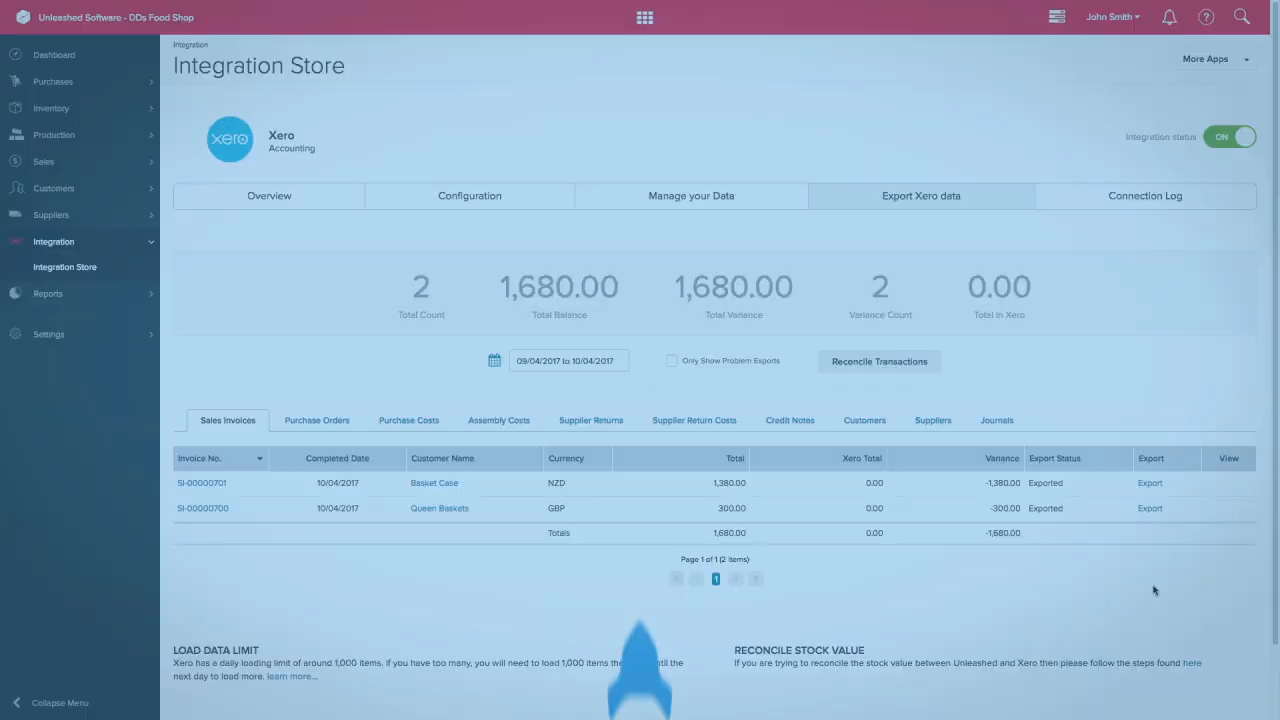 Unleashed Software - DDs Food Shop
John Smith
Integration
Integration Store
More Apps
Dashboard
Purchases
Inventory
Production
Sales
Customers
Suppliers
Integration
Integration Store
Reports
Settings
Collapse Menu
xero
Xero
Accounting
Integration status ON
Overview Configuration Manage your Data Export Xero data Connection Log
2 1,680.00 1,680.00 2 0.00
Total Count Total Balance Total Variance Variance Count Total in Xero
09/04/2017 to 10/04/2017 Only Show Problem Exports Reconcile Transactions
Sales Invoices Purchase Orders Purchase Costs Assembly Costs Supplier Returns Supplier Return Costs Credit Notes Customers Suppliers Journals
Invoice No. Completed Date Customer Name Currency Total Xero Total Variance Export Status Export View
SI-00000701 10/04/2017 Basket Case NZD 1,380.00 0.00 -1,380.00 Exported Export
SI-00000700 10/04/2017 Queen Baskets GBP 300.00 0.00 -300.00 Exported Export
Totals 1,680.00 0.00 -1,680.00
Page 1 of 1 (2 items)
1
LOAD DATA LIMIT
Xero has a daily loading limit of around 1,000 items. if you have too many, you will need to load 1,000 items the
next day to load more. learn more...
RECONCILE STOCK VALUE
If you are trying to reconcile the stock value between Unleashed and Xero then please follow the steps found here